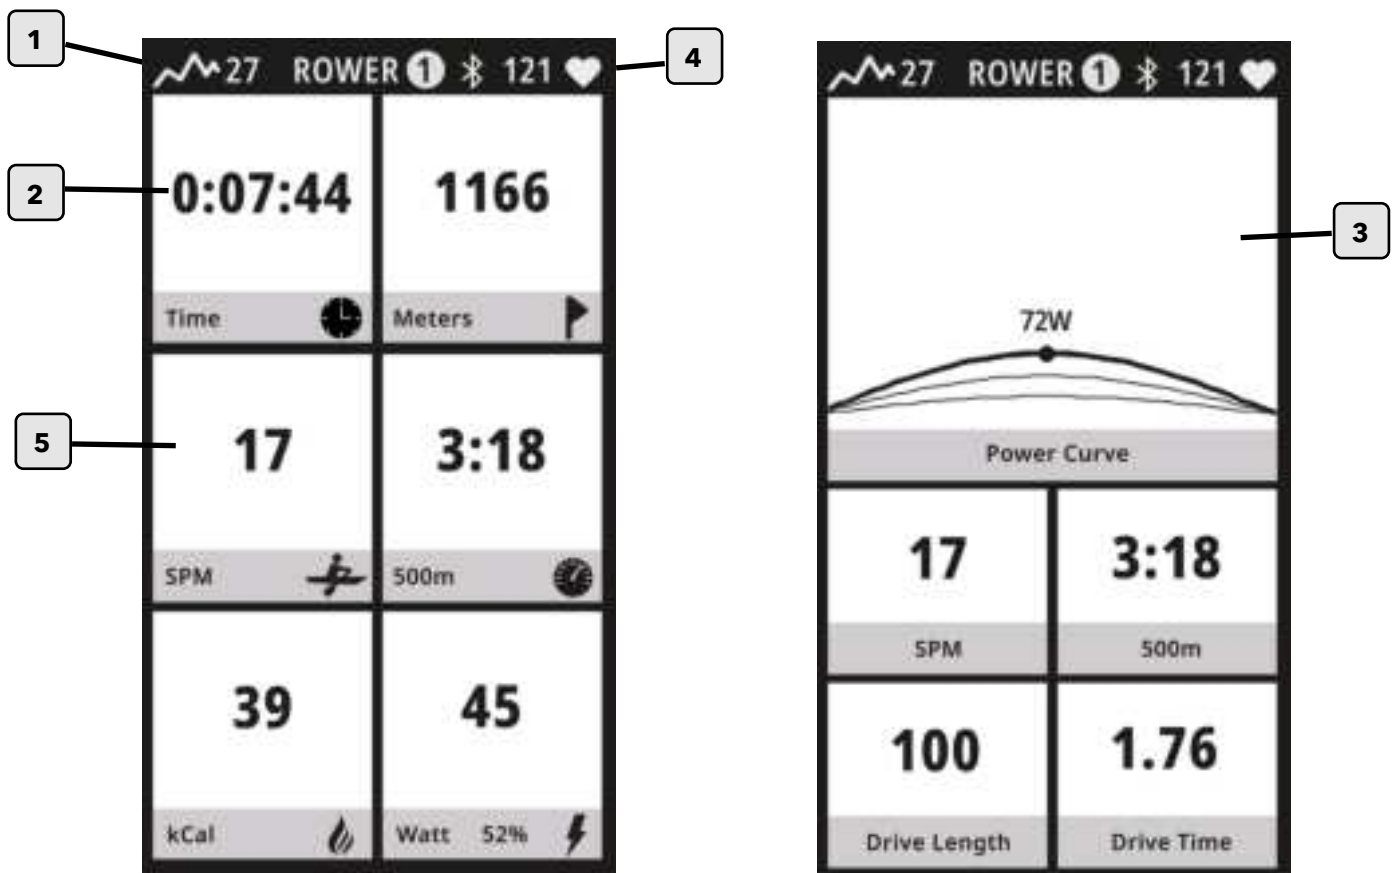 1
27 ROWER 1 121
4
2
0:07:44 1166
Time Meters
5
17 3:18
SPM 500m
39 45
kCal Watt 52%
27 ROWER 1 121
3
72W
Power Curve
17 3:18
SPM 500m
100 1.76
Drive Length Drive Time